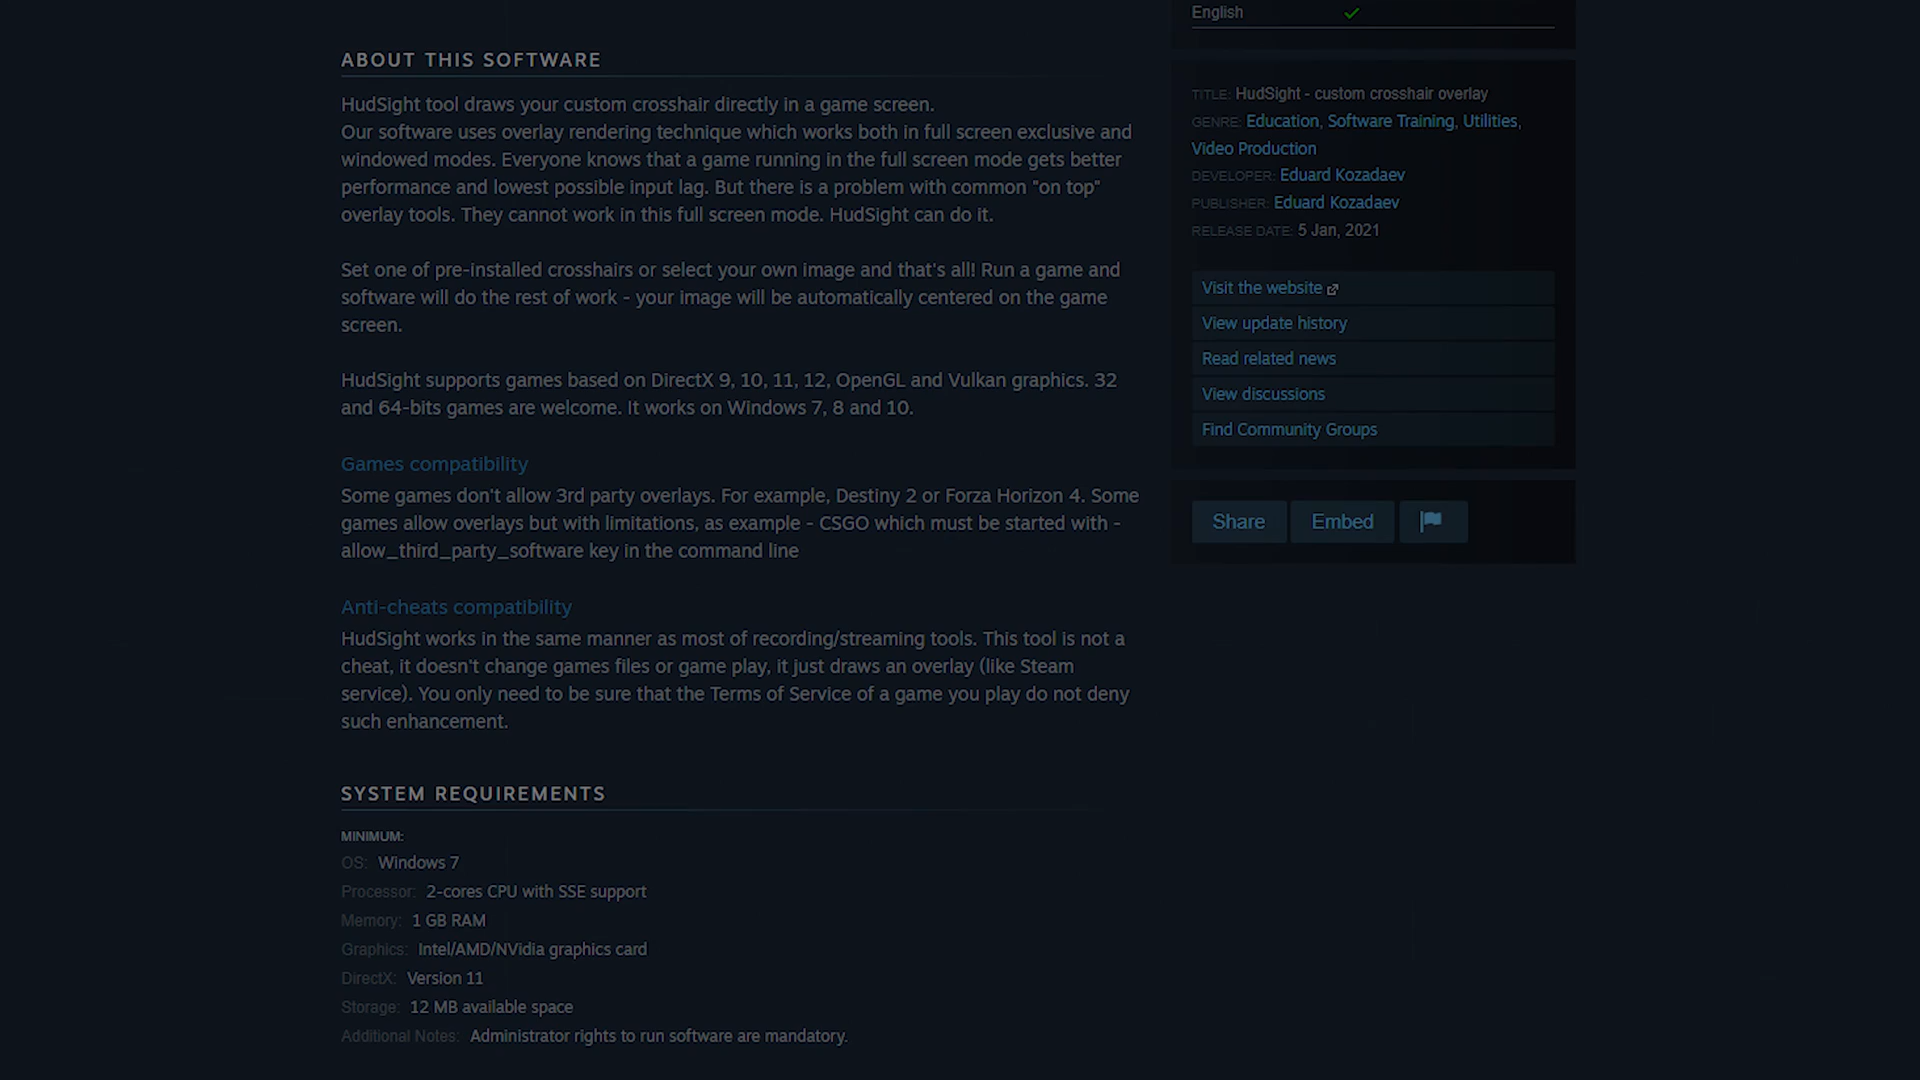 English
ABOUT THIS SOFTWARE
HudSight tool draws your custom crosshair directly in a game screen.
Our software uses overlay rendering technique which works both in full screen exclusive and
windowed modes. Everyone knows that a game running in the full screen mode gets better
performance and lowest possible input lag. But there is a problem with common "on top"
overlay tools. They cannot work in this full screen mode. HudSight can do it.
Set one of pre-installed crosshairs or select your own image and that's all! Run a game and
software will do the rest of work - your image will be automatically centered on the game
screen.
HudSight supports games based on DirectX 9, 10, 11, 12, OpenGL and Vulkan graphics. 32
and 64-bits games are welcome. It works on Windows 7, 8 and 10.
Games compatibility
Some games don't allow 3rd party overlays. For example, Destiny 2 or Forza Horizon 4. Some
games allow overlays but with limitations, as example - CSGO which must be started with -
allow_third_party_software key in the command line
Anti-cheats compatibility
HudSight works in the same manner as most of recording/streaming tools. This tool is not a
cheat, it doesn't change games files or game play, it just draws an overlay (like Steam
service). You only need to be sure that the Terms of Service of a game you play do not deny
such enhancement.
SYSTEM REQUIREMENTS
MINIMUM:
OS: Windows 7
Processor: 2-cores CPU with SSE support
Memory: 1 GB RAM
Graphics: Intel/AMD/NVidia graphics card
DirectX: Version 11
Storage: 12 MB available space
Additional Notes: Administrator rights to run software are mandatory.
TITLE: HudSight - custom crosshair overlay
GENRE: Education, Software Training, Utilities,
Video Production
DEVELOPER: Eduard Kozadaev
PUBLISHER: Eduard Kozadaev
RELEASE DATE: 5 Jan, 2021
Visit the website
View update history
Read related news
View discussions
Find Community Groups
Share Embed